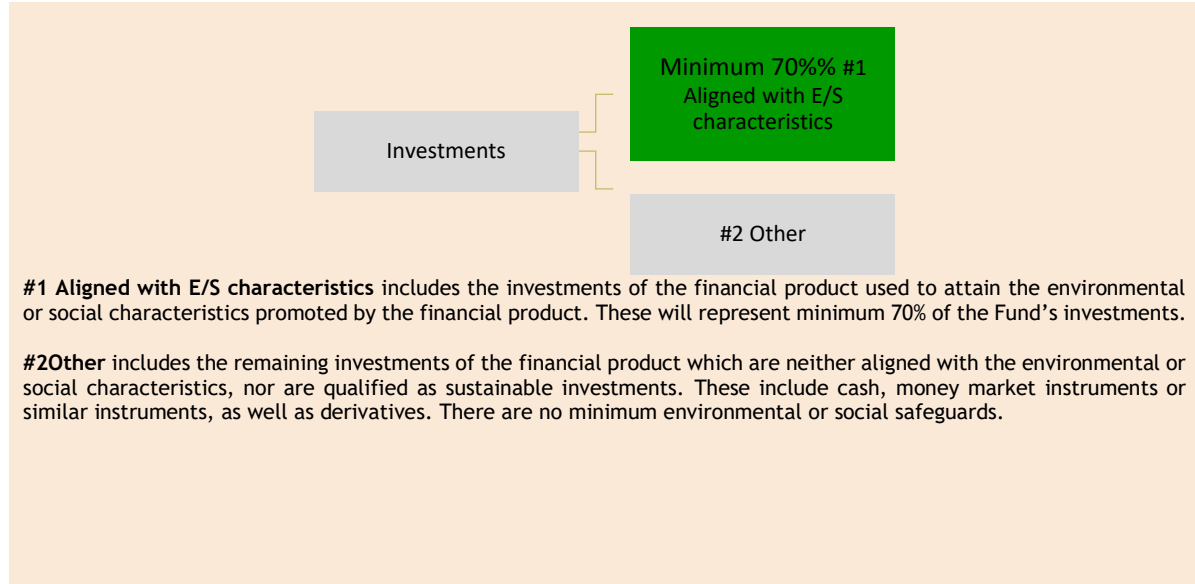 Minimum 70%% #1
Aligned with E/S
characteristics
Investments
#2 Other
#1 Aligned with E/S characteristics includes the investments of the financial product used to attain the environmental
or social characteristics promoted by the financial product. These will represent minimum 70% of the Fund’s investments.
#2Other includes the remaining investments of the financial product which are neither aligned with the environmental or
social characteristics, nor are qualified as sustainable investments. These include cash, money market instruments or
similar instruments, as well as derivatives. There are no minimum environmental or social safeguards.